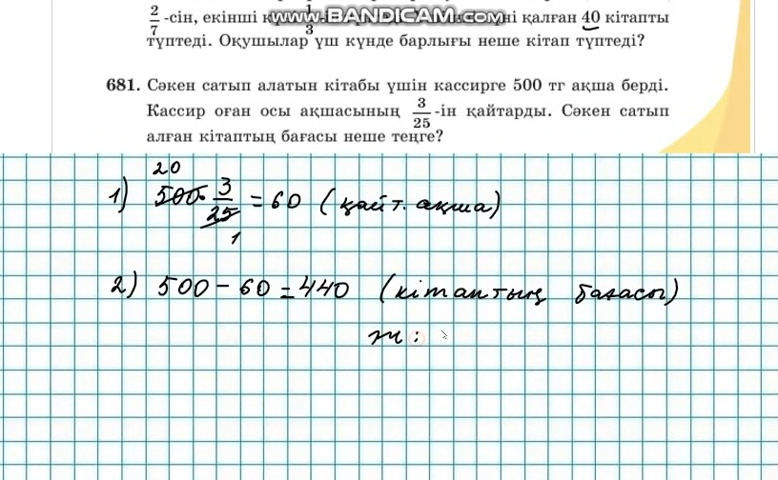 2/7 -сін, екінші 1/3 қалған 40 кітапты
www.BANDICAM.com
түптеді. Оқушылар үш күнде барлығы неше кітап түптеді?
681. Сәкен сатып алатын кітабы үшін кассирге 500 тг ақша берді.
Кассир оған осы ақшасының 3/25 -ін қайтарды. Сәкен сатып
алған кітаптың бағасы неше теңге?
20
1) 500 · 3/25 = 60 (қайт. ақша)
1
2) 500 - 60 = 440 (кітаптың бағасы)
Ж: